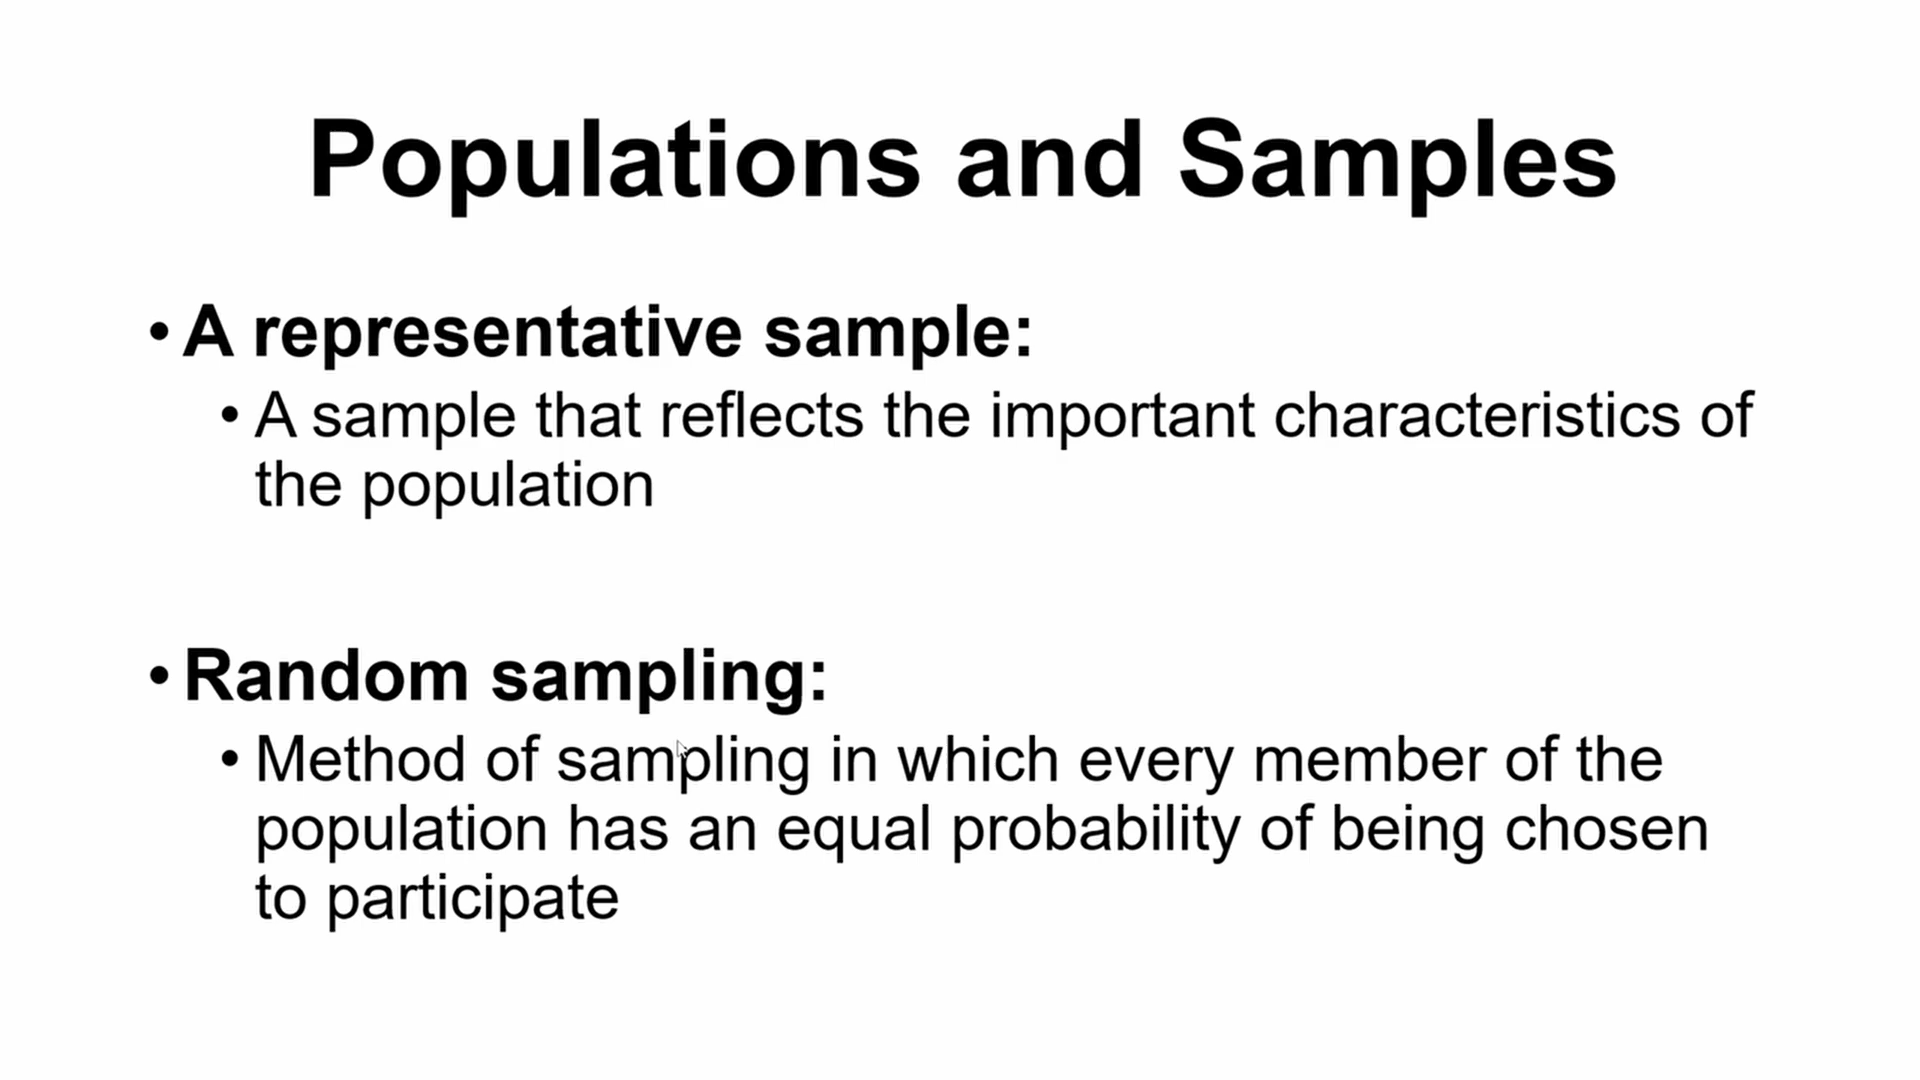 Populations and Samples
• A representative sample:
• A sample that reflects the important characteristics of
the population
• Random sampling:
• Method of sampling in which every member of the
population has an equal probability of being chosen
to participate